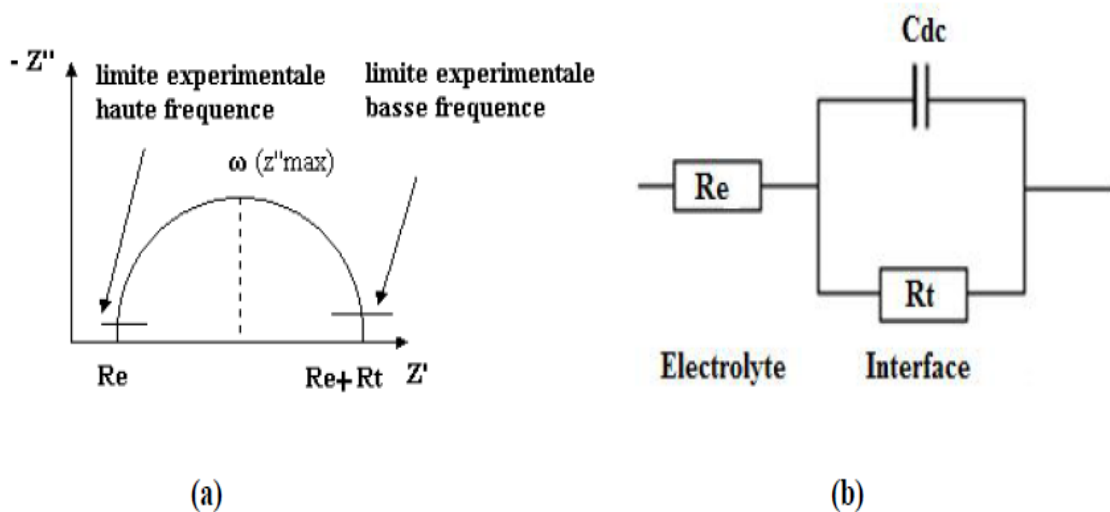 - Z"
limite experimentale
haute frequence
limite experimentale
basse frequence
ω (z"max)
Re
Re+Rt
Z'
(a)
Cdc
Re
Rt
Electrolyte
Interface
(b)